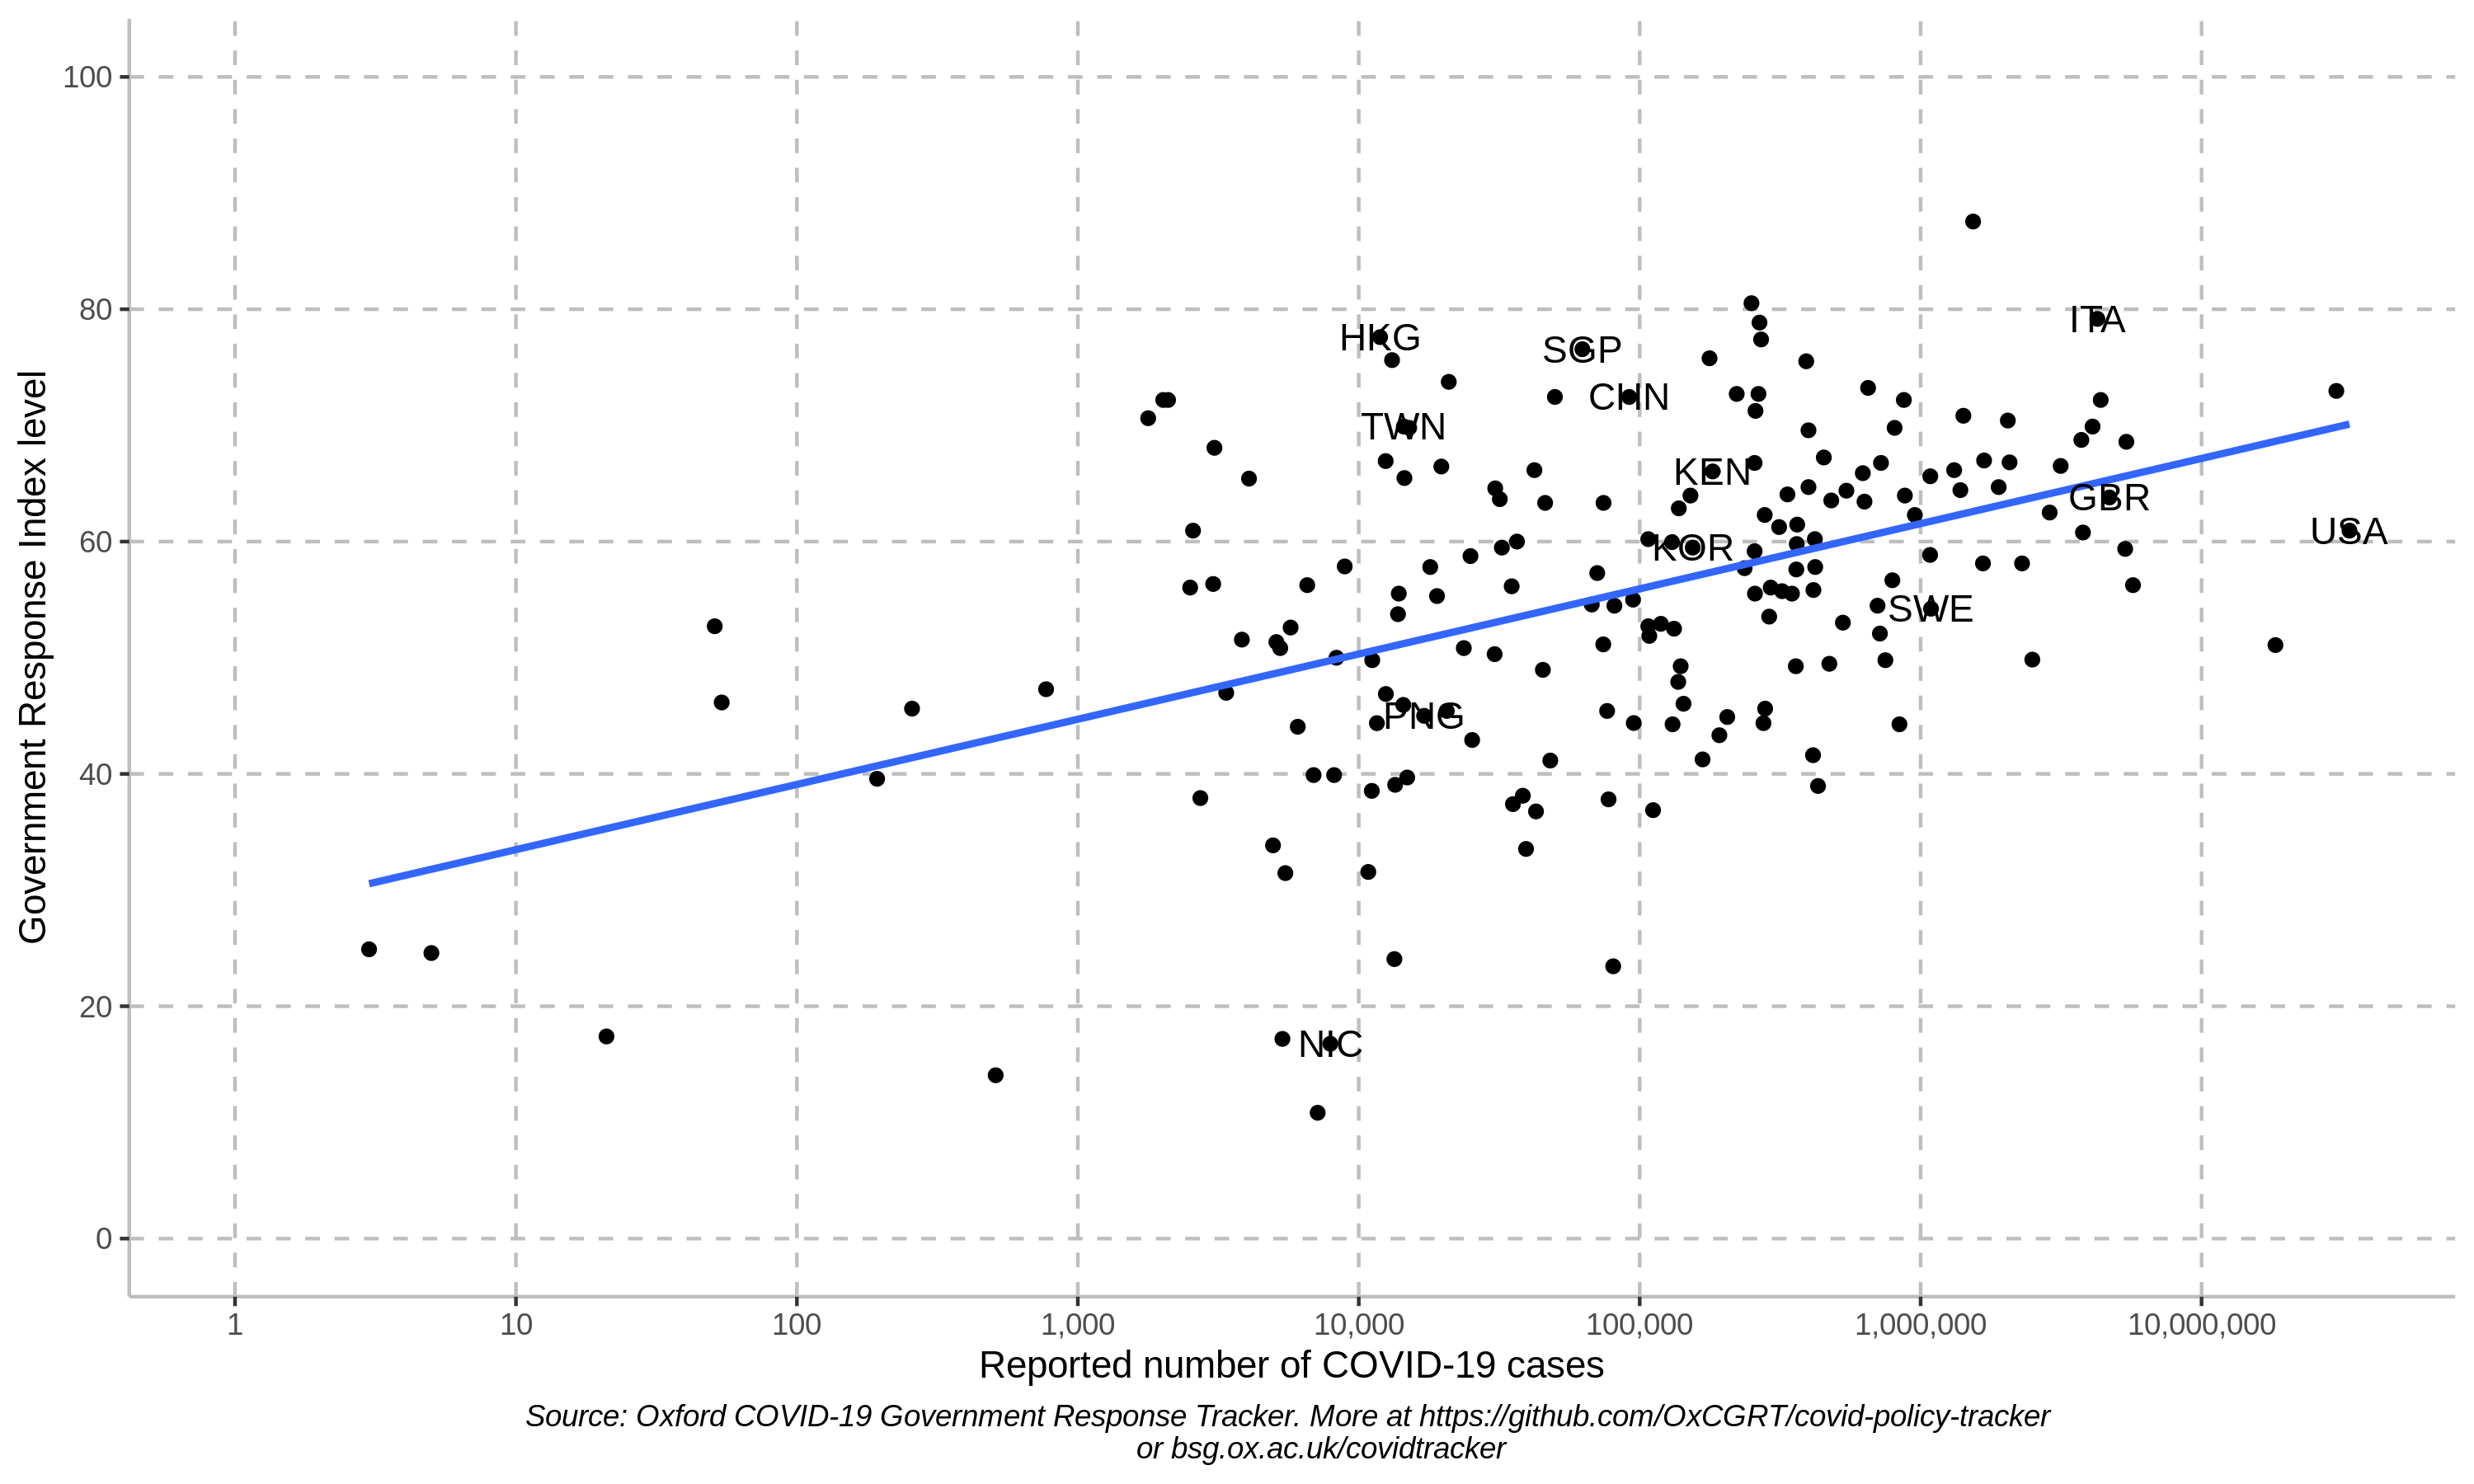 100
80
60
40
20
0
Government Response Index level
HKG
SGP
ITA
CHN
TWN
KEN
GBR
KOR
USA
SWE
PNG
NIC
1
10
100
1,000
10,000
100,000
1,000,000
10,000,000
Reported number of COVID-19 cases
Source: Oxford COVID-19 Government Response Tracker. More at https://github.com/OxCGRT/covid-policy-tracker
or bsg.ox.ac.uk/covidtracker